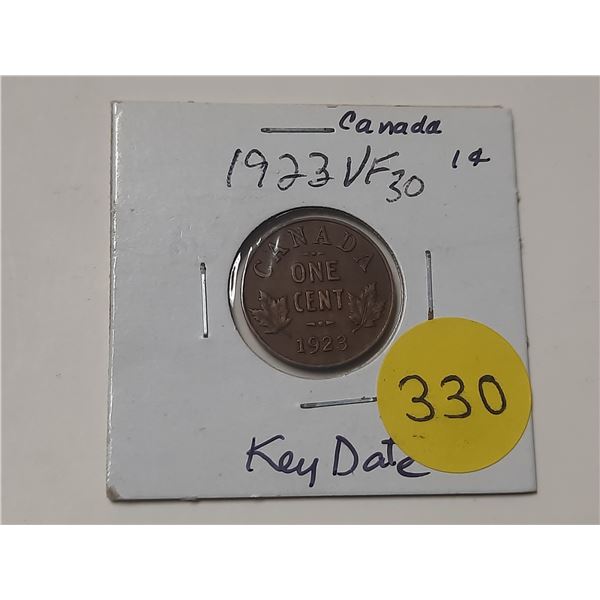 Canada
1923 VF30 1¢
CANADA
ONE
CENT
1923
330
Key Date